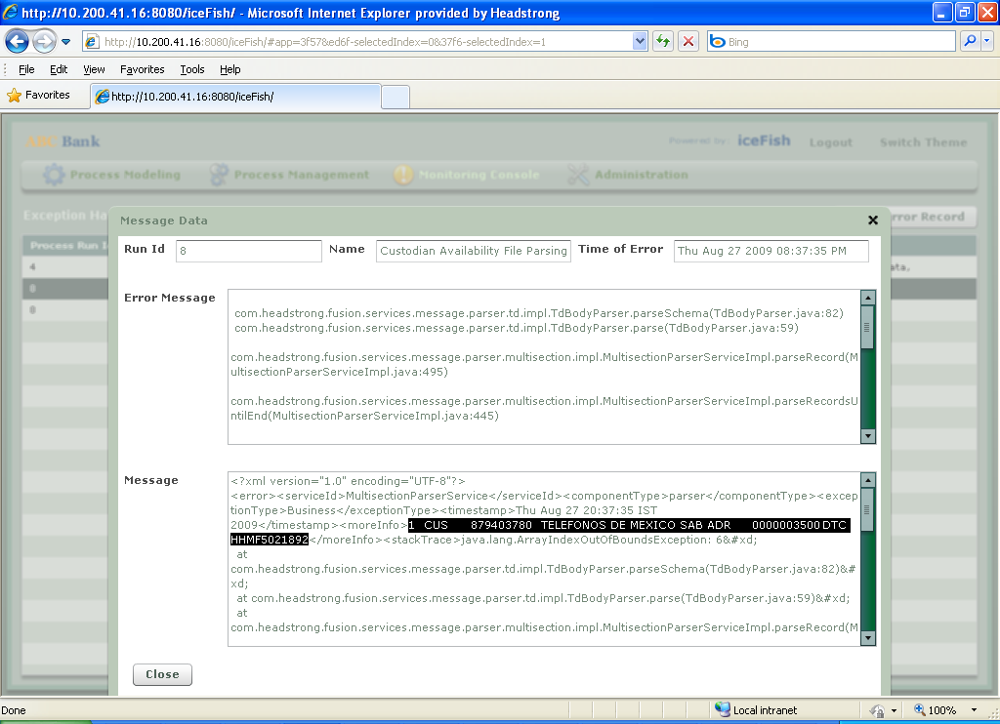 http://10.200.41.16:8080/iceFish/ - Microsoft Internet Explorer provided by Headstrong
http://10.200.41.16:8080/iceFish/#app=3f57&ed6f-selectedIndex=0&37f6-selectedIndex=1
Bing
File Edit View Favorites Tools Help
Favorites http://10.200.41.16:8080/iceFish/
ABC Bank Powered by: iceFish Logout Switch Theme
Process Modeling Process Management Monitoring Console Administration
Exception Ha
rror Record
Process Run I
4
ata.
8
8
Message Data
Run Id 8 Name Custodian Availability File Parsing Time of Error Thu Aug 27 2009 08:37:35 PM
Error Message
com.headstrong.fusion.services.message.parser.td.impl.TdBodyParser.parseSchema(TdBodyParser.java:82)
com.headstrong.fusion.services.message.parser.td.impl.TdBodyParser.parse(TdBodyParser.java:59)
com.headstrong.fusion.services.message.parser.multisection.impl.MultisectionParserServiceImpl.parseRecord(M
ultisectionParserServiceImpl.java:495)
com.headstrong.fusion.services.message.parser.multisection.impl.MultisectionParserServiceImpl.parseRecordsU
ntilEnd(MultisectionParserServiceImpl.java:445)
Message
<?xml version="1.0" encoding="UTF-8"?>
<error><serviceId>MultisectionParserService</serviceId><componentType>parser</componentType><excep
tionType>Business</exceptionType><timestamp>Thu Aug 27 20:37:35 IST
2009</timestamp><moreInfo>1 CUS 879403780 TELEFONOS DE MEXICO SAB ADR 0000003500 DTC
HHMF5021892</moreInfo><stackTrace>java.lang.ArrayIndexOutOfBoundsException: 6&#xd;
at
com.headstrong.fusion.services.message.parser.td.impl.TdBodyParser.parseSchema(TdBodyParser.java:82)&#
xd;
at com.headstrong.fusion.services.message.parser.td.impl.TdBodyParser.parse(TdBodyParser.java:59)&#xd;
at
com.headstrong.fusion.services.message.parser.multisection.impl.MultisectionParserServiceImpl.parseRecord(M
Close
Done Local intranet 100%